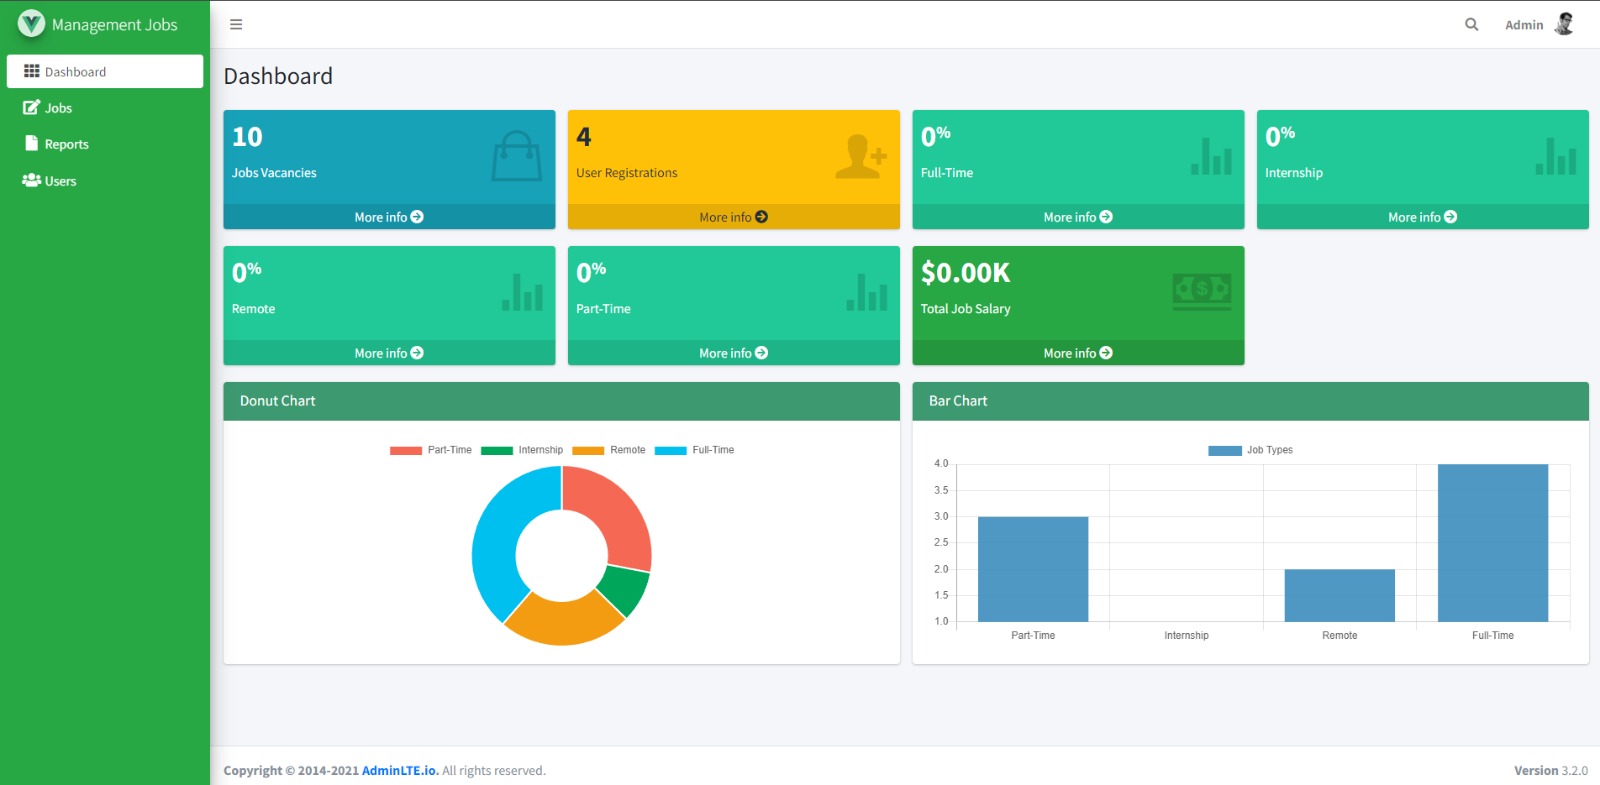 Management Jobs
Admin
Dashboard
Jobs
Reports
Users
Dashboard
10
Jobs Vacancies
More info
4
User Registrations
More info
0%
Full-Time
More info
0%
Internship
More info
0%
Remote
More info
0%
Part-Time
More info
$0.00K
Total Job Salary
More info
Donut Chart
Part-Time Internship Remote Full-Time
Bar Chart
Job Types
4.0
3.5
3.0
2.5
2.0
1.5
1.0
Part-Time Internship Remote Full-Time
Copyright © 2014-2021 AdminLTE.io. All rights reserved.
Version 3.2.0